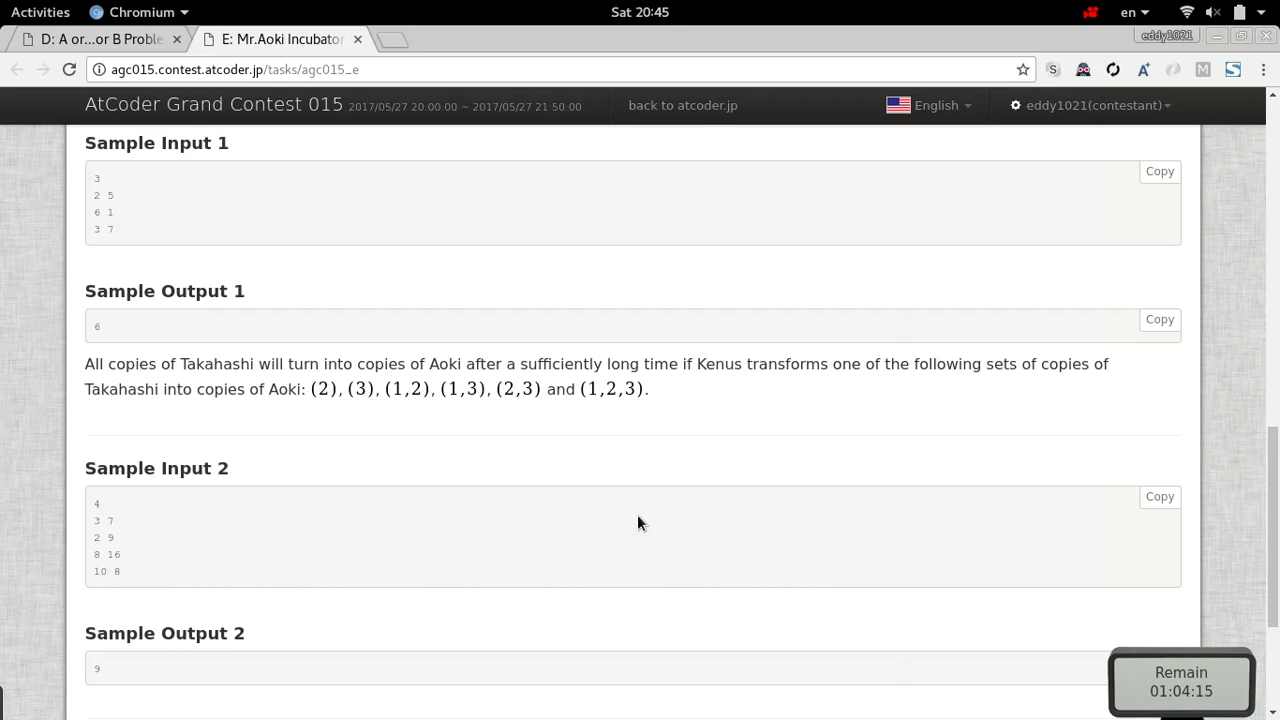 Activities Chromium Sat 20:45 en
D: A or...or B Proble E: Mr.Aoki Incubator eddy1021
agc015.contest.atcoder.jp/tasks/agc015_e
AtCoder Grand Contest 015 2017/05/27 20:00:00 ~ 2017/05/27 21:50:00 back to atcoder.jp English eddy1021(contestant)
Sample Input 1
Copy
3
2 5
6 1
3 7
Sample Output 1
Copy
6
All copies of Takahashi will turn into copies of Aoki after a sufficiently long time if Kenus transforms one of the following sets of copies of
Takahashi into copies of Aoki: (2), (3), (1,2), (1,3), (2,3) and (1,2,3).
Sample Input 2
Copy
4
3 7
2 9
8 16
10 8
Sample Output 2
9
Remain
01:04:15